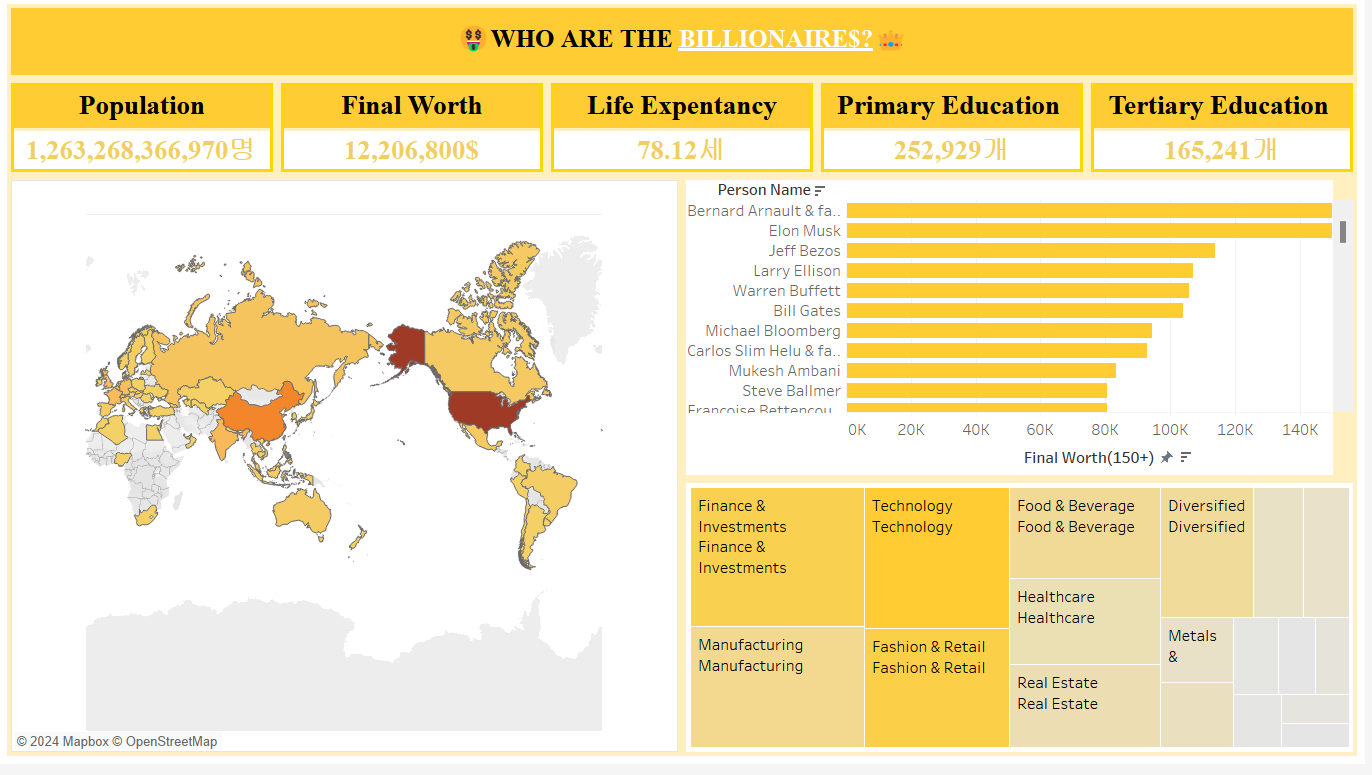 WHO ARE THE BILLIONAIRE$?
Population
1,263,268,366,970명
Final Worth
12,206,800$
Life Expentancy
78.12세
Primary Education
252,929개
Tertiary Education
165,241개
© 2024 Mapbox © OpenStreetMap
Person Name
Bernard Arnault & fa..
Elon Musk
Jeff Bezos
Larry Ellison
Warren Buffett
Bill Gates
Michael Bloomberg
Carlos Slim Helu & fa..
Mukesh Ambani
Steve Ballmer
Francoise Bettencou..
0K 20K 40K 60K 80K 100K 120K 140K
Final Worth(150+)
Finance &
Investments
Finance &
Investments
Manufacturing
Manufacturing
Technology
Technology
Fashion & Retail
Fashion & Retail
Food & Beverage
Food & Beverage
Healthcare
Healthcare
Real Estate
Real Estate
Diversified
Diversified
Metals
&